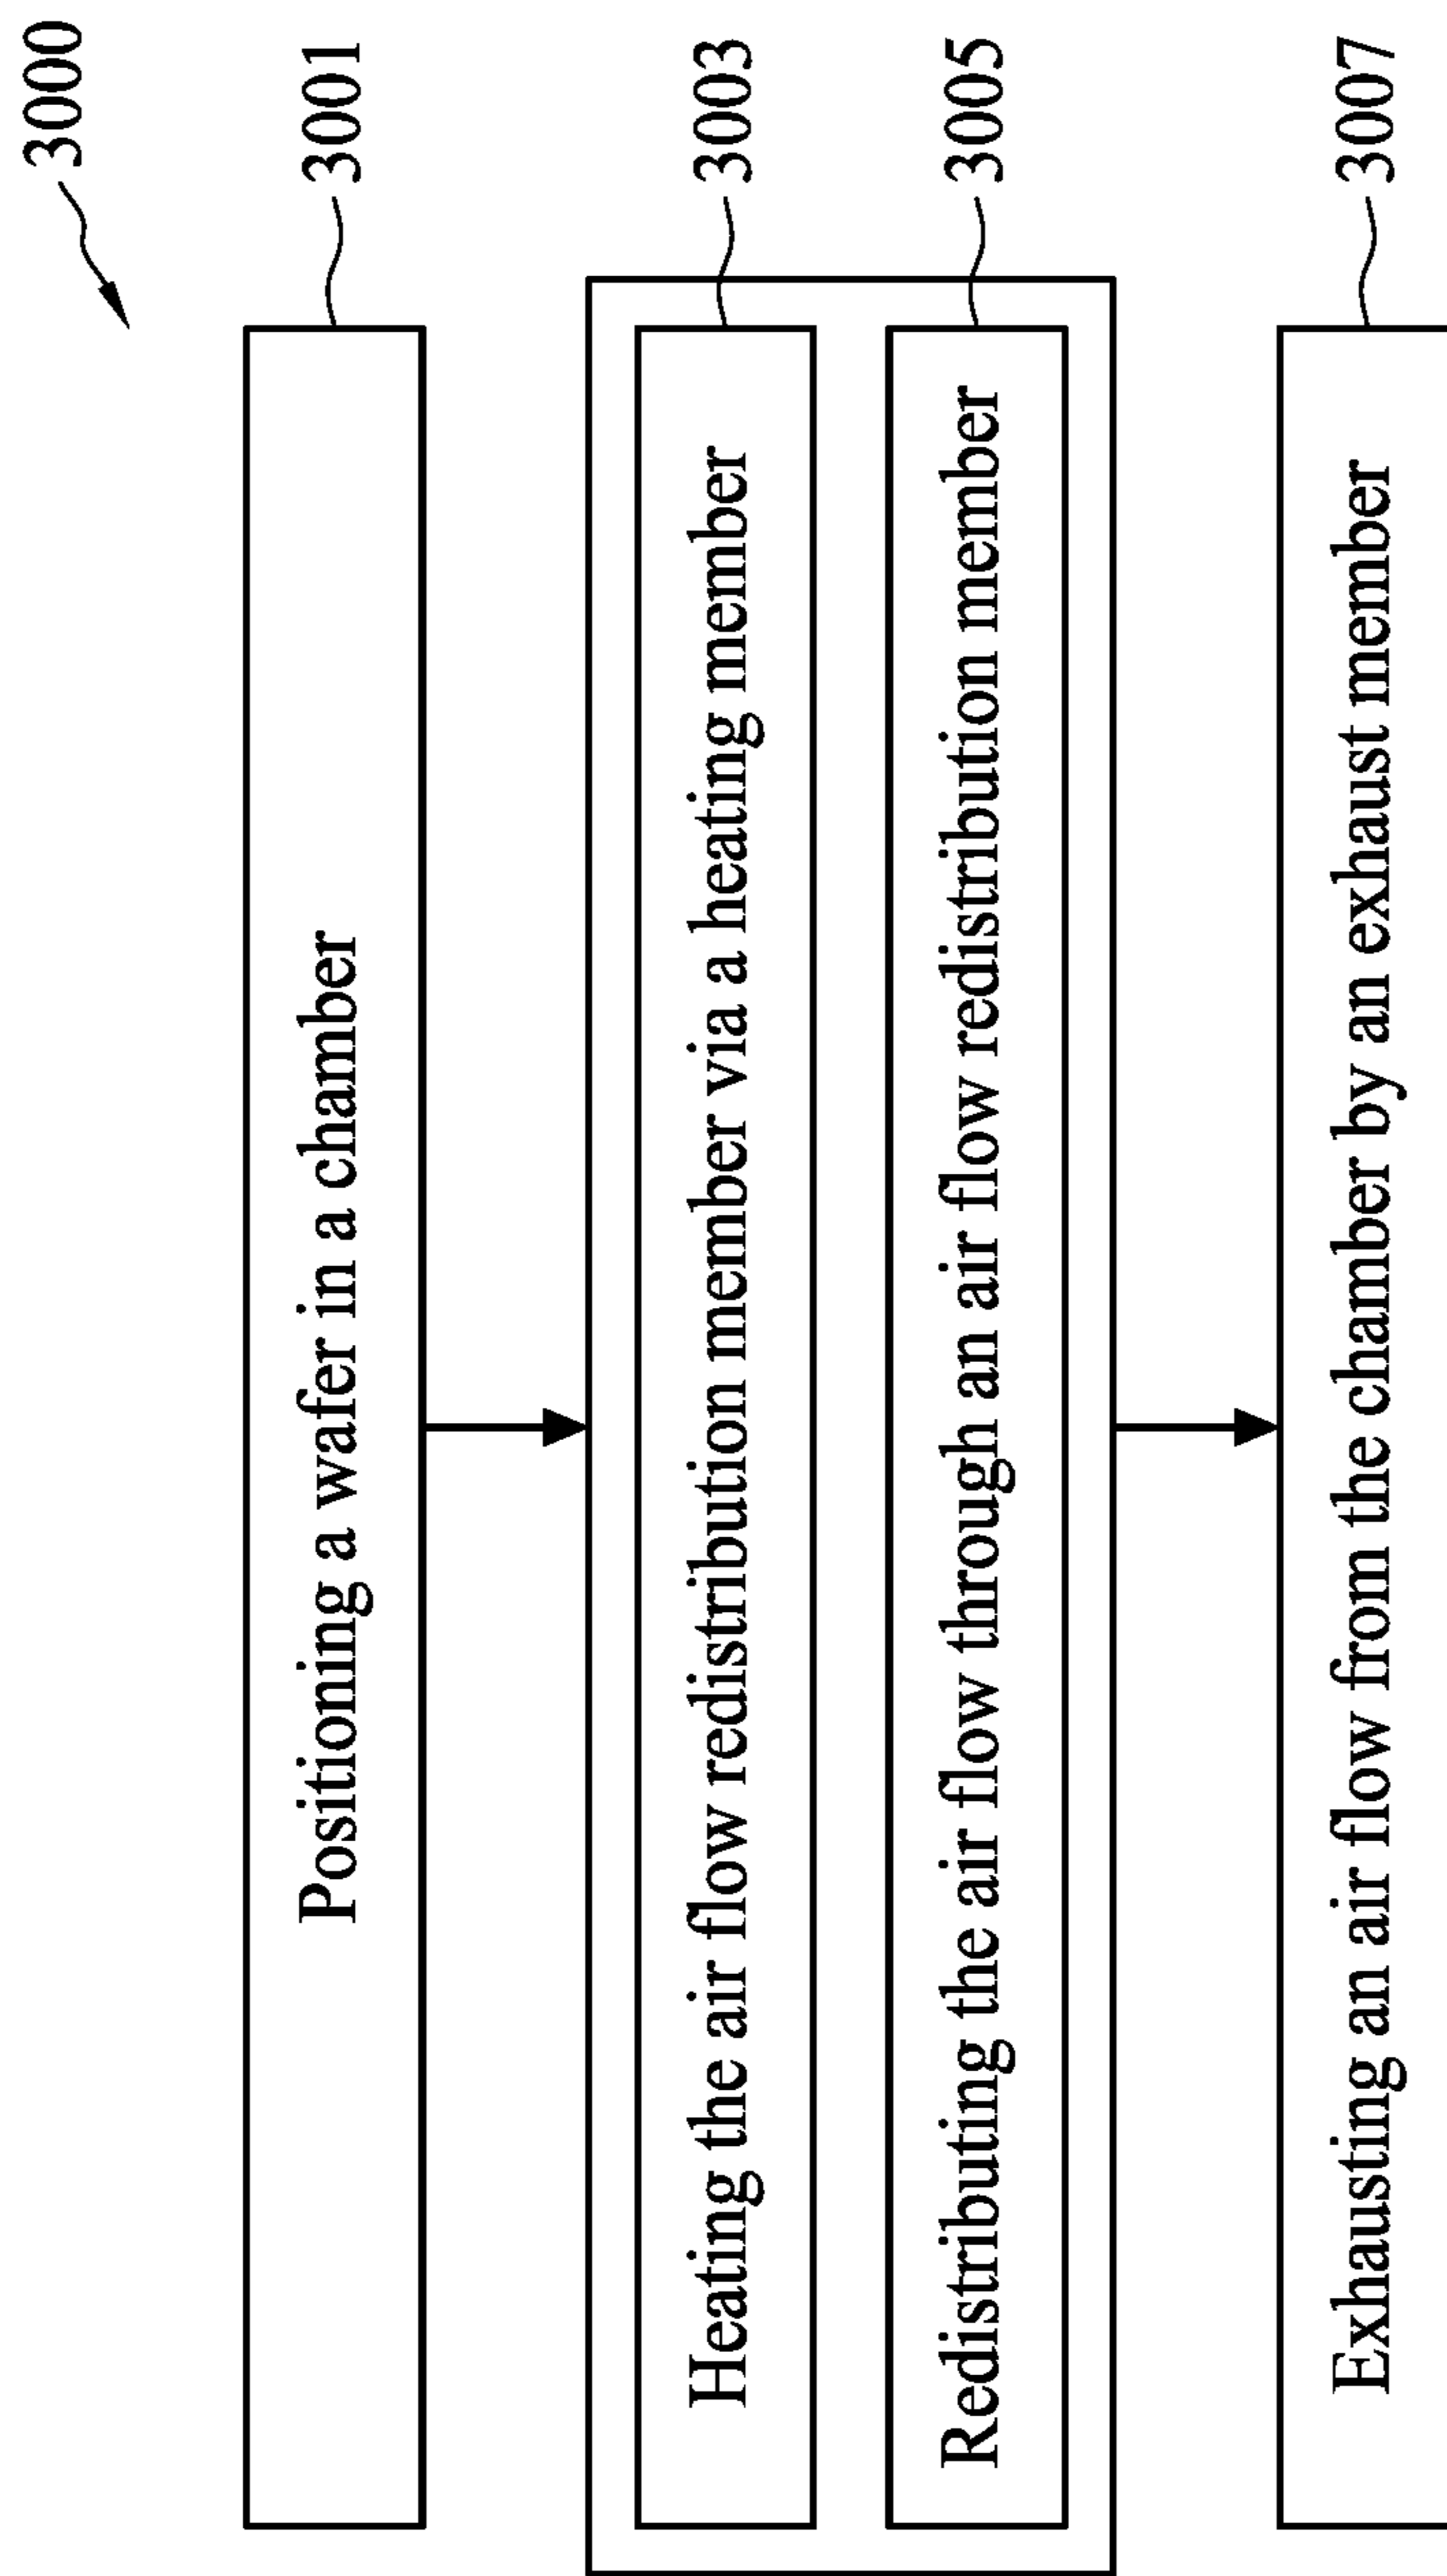 3000
Positioning a wafer in a chamber
3001
Heating the air flow redistribution member via a heating member
3003
Redistributing the air flow through an air flow redistribution member
3005
Exhausting an air flow from the chamber by an exhaust member
3007